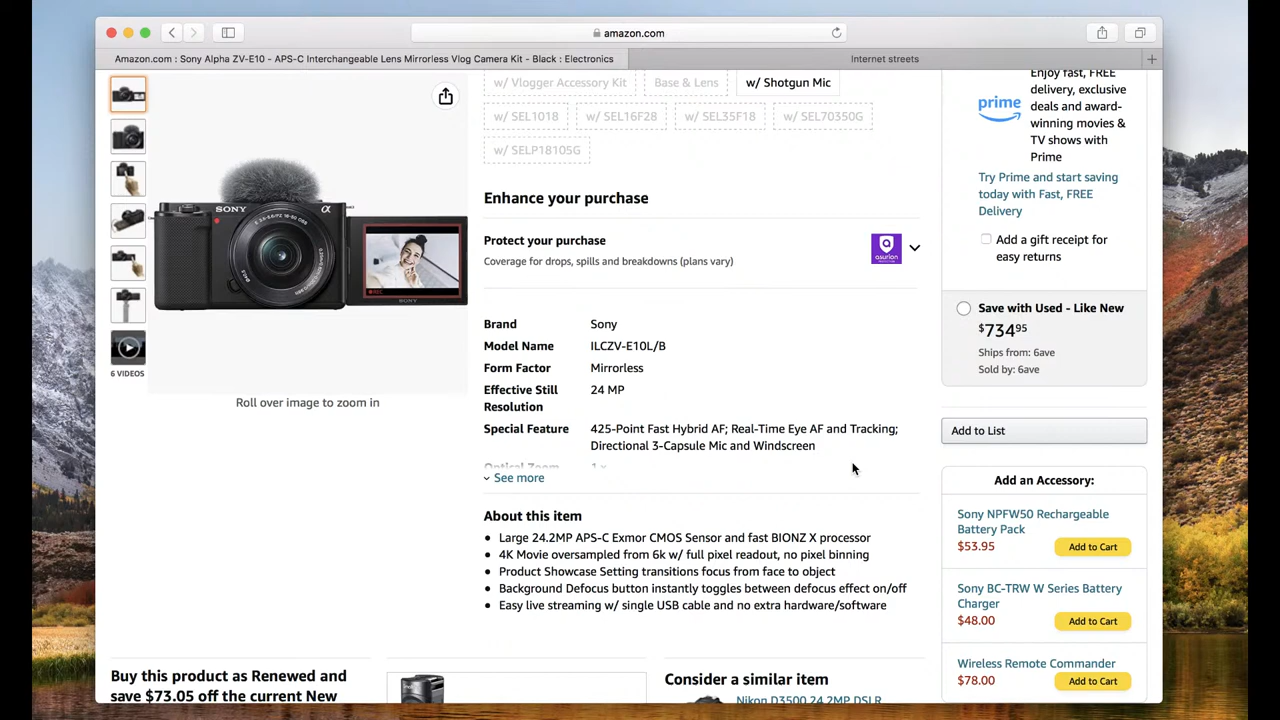 amazon.com
Amazon.com : Sony Alpha ZV-E10 - APS-C Interchangeable Lens Mirrorless Vlog Camera Kit - Black : Electronics
Internet streets
w/ Vlogger Accessory Kit
Base & Lens
w/ Shotgun Mic
w/ SEL1018
w/ SEL16F28
w/ SEL35F18
w/ SEL70350G
w/ SELP18105G
SONY
α
SONY
REC
6 VIDEOS
Roll over image to zoom in
Enhance your purchase
Protect your purchase
Coverage for drops, spills and breakdowns (plans vary)
asurion
Brand Sony
Model Name ILCZV-E10L/B
Form Factor Mirrorless
Effective Still 24 MP
Resolution
Special Feature 425-Point Fast Hybrid AF; Real-Time Eye AF and Tracking;
Directional 3-Capsule Mic and Windscreen
Optical Zoom 1 x
See more
About this item
• Large 24.2MP APS-C Exmor CMOS Sensor and fast BIONZ X processor
• 4K Movie oversampled from 6k w/ full pixel readout, no pixel binning
• Product Showcase Setting transitions focus from face to object
• Background Defocus button instantly toggles between defocus effect on/off
• Easy live streaming w/ single USB cable and no extra hardware/software
Buy this product as Renewed and
save $73.05 off the current New
Consider a similar item
Nikon D3500 24.2MP DSLR
prime
Enjoy fast, FREE
delivery, exclusive
deals and award-
winning movies &
TV shows with
Prime
Try Prime and start saving
today with Fast, FREE
Delivery
Add a gift receipt for
easy returns
Save with Used - Like New
$734.95
Ships from: 6ave
Sold by: 6ave
Add to List
Add an Accessory:
Sony NPFW50 Rechargeable
Battery Pack
$53.95 Add to Cart
Sony BC-TRW W Series Battery
Charger
$48.00 Add to Cart
Wireless Remote Commander
$78.00 Add to Cart